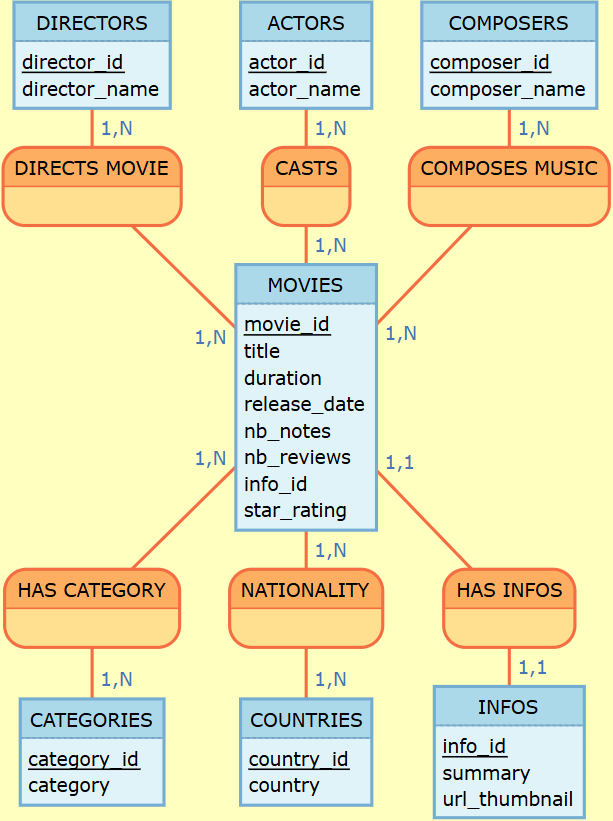 DIRECTORS
director_id
director_name
ACTORS
actor_id
actor_name
COMPOSERS
composer_id
composer_name
1,N
1,N
1,N
DIRECTS MOVIE
CASTS
COMPOSES MUSIC
1,N
1,N
1,N
MOVIES
movie_id
title
duration
release_date
nb_notes
nb_reviews
info_id
star_rating
1,N
1,1
1,N
HAS CATEGORY
NATIONALITY
HAS INFOS
1,N
1,N
1,1
CATEGORIES
category_id
category
COUNTRIES
country_id
country
INFOS
info_id
summary
url_thumbnail